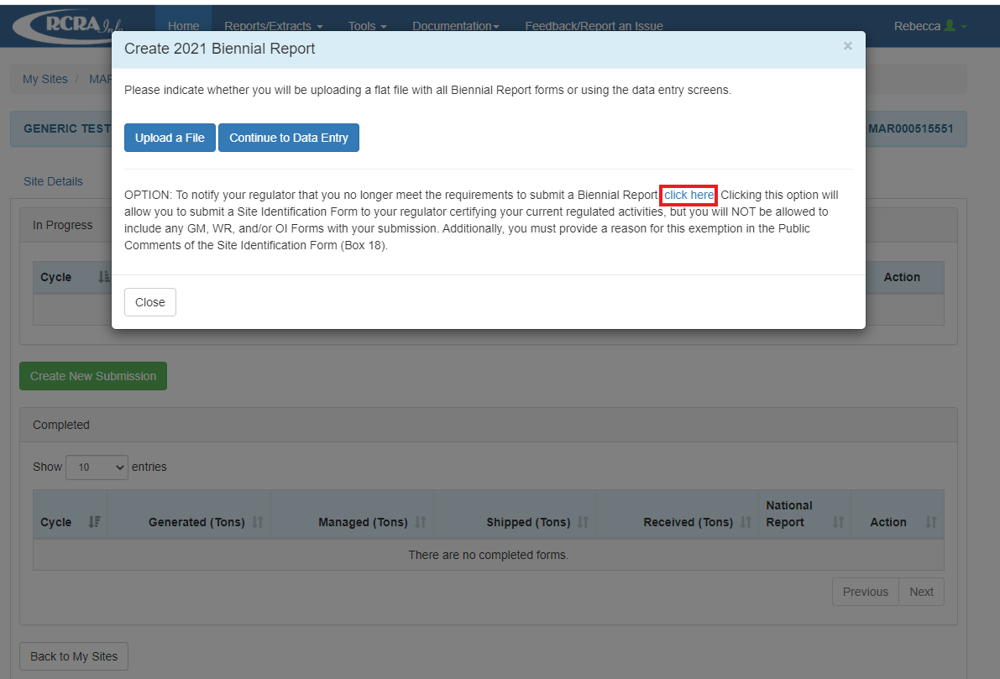 RCRAInfo
Home Reports/Extracts Tools Documentation Feedback/Report an Issue Rebecca
Create 2021 Biennial Report ×
My Sites / MAR
Please indicate whether you will be uploading a flat file with all Biennial Report forms or using the data entry screens.
GENERIC TEST MAR000515551
Upload a File Continue to Data Entry
Site Details
OPTION: To notify your regulator that you no longer meet the requirements to submit a Biennial Report click here Clicking this option will
allow you to submit a Site Identification Form to your regulator certifying your current regulated activities, but you will NOT be allowed to
include any GM, WR, and/or OI Forms with your submission. Additionally, you must provide a reason for this exemption in the Public
Comments of the Site Identification Form (Box 18).
In Progress
Cycle Action
Close
Create New Submission
Completed
Show 10 entries
Cycle Generated (Tons) Managed (Tons) Shipped (Tons) Received (Tons) National Report Action
There are no completed forms.
Previous Next
Back to My Sites